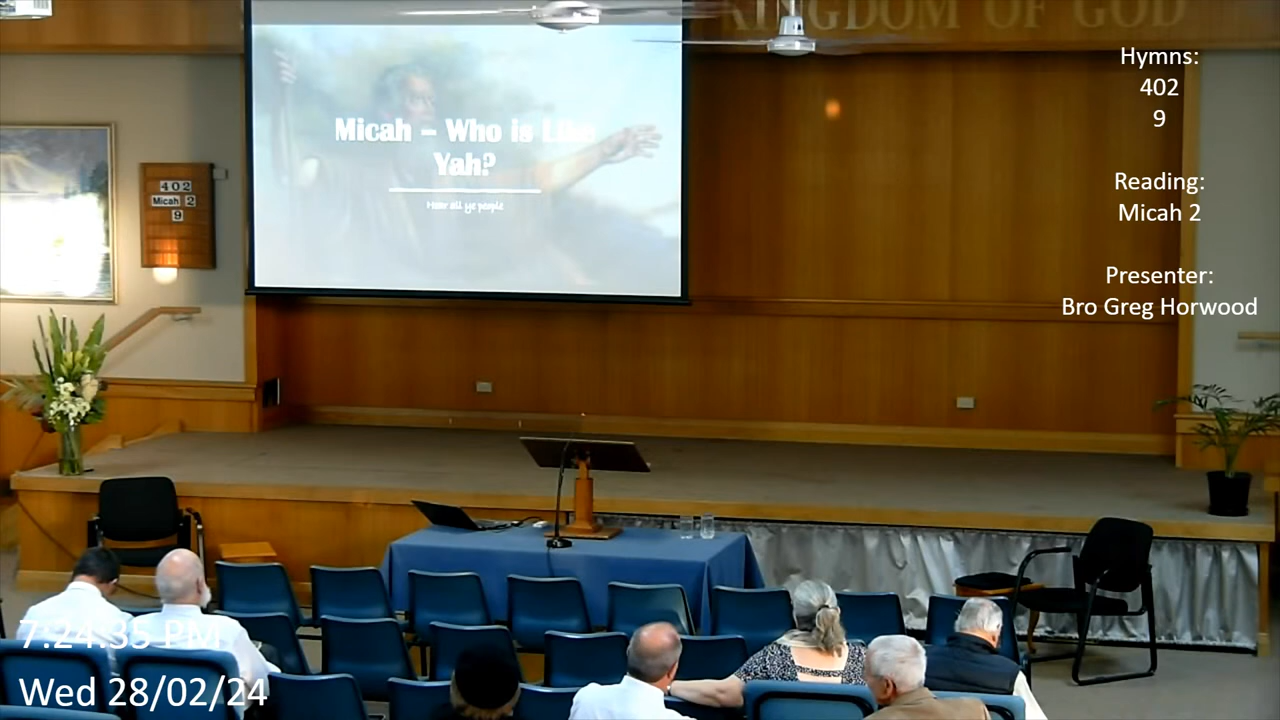 KINGDOM OF GOD
Micah – Who is Like
Yah?
Hear all ye people
402
Micah 2
9
Hymns:
402
9
Reading:
Micah 2
Presenter:
Bro Greg Horwood
7:24:35 PM
Wed 28/02/24